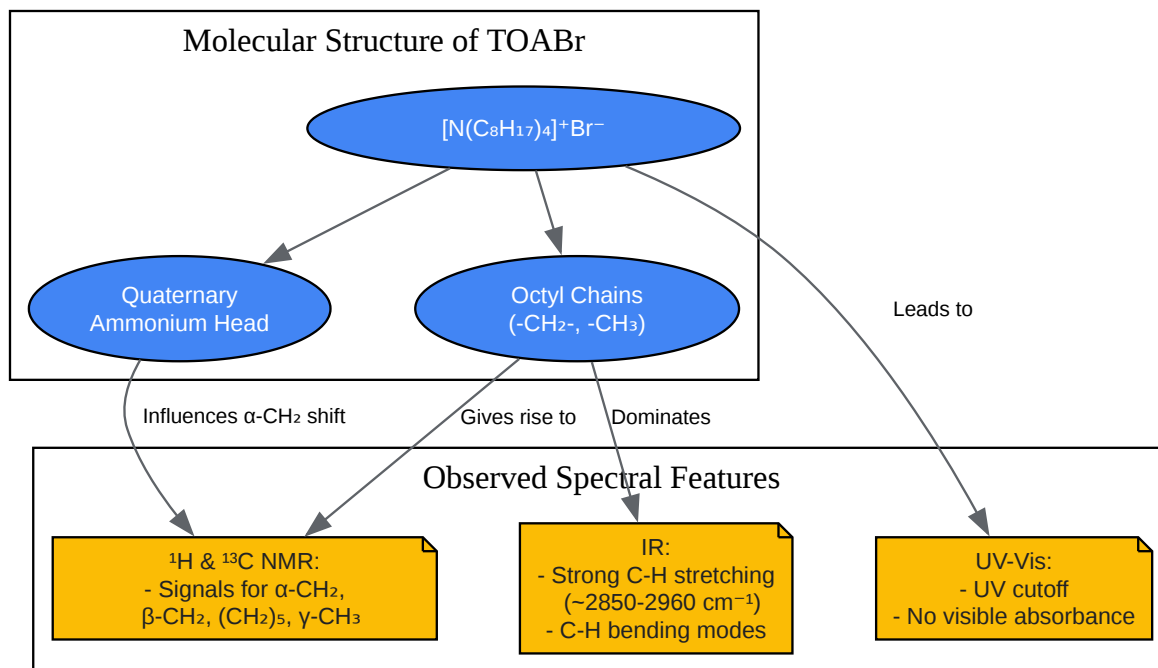 Molecular Structure of TOABr
[N(C₈H₁₇)₄]⁺Br⁻
Quaternary
Ammonium Head
Octyl Chains
(-CH₂-, -CH₃)
Leads to
Influences α-CH₂ shift
Gives rise to
Dominates
Observed Spectral Features
¹H & ¹³C NMR:
- Signals for α-CH₂,
β-CH₂, (CH₂)₅, γ-CH₃
IR:
- Strong C-H stretching
(~2850-2960 cm⁻¹)
- C-H bending modes
UV-Vis:
- UV cutoff
- No visible absorbance